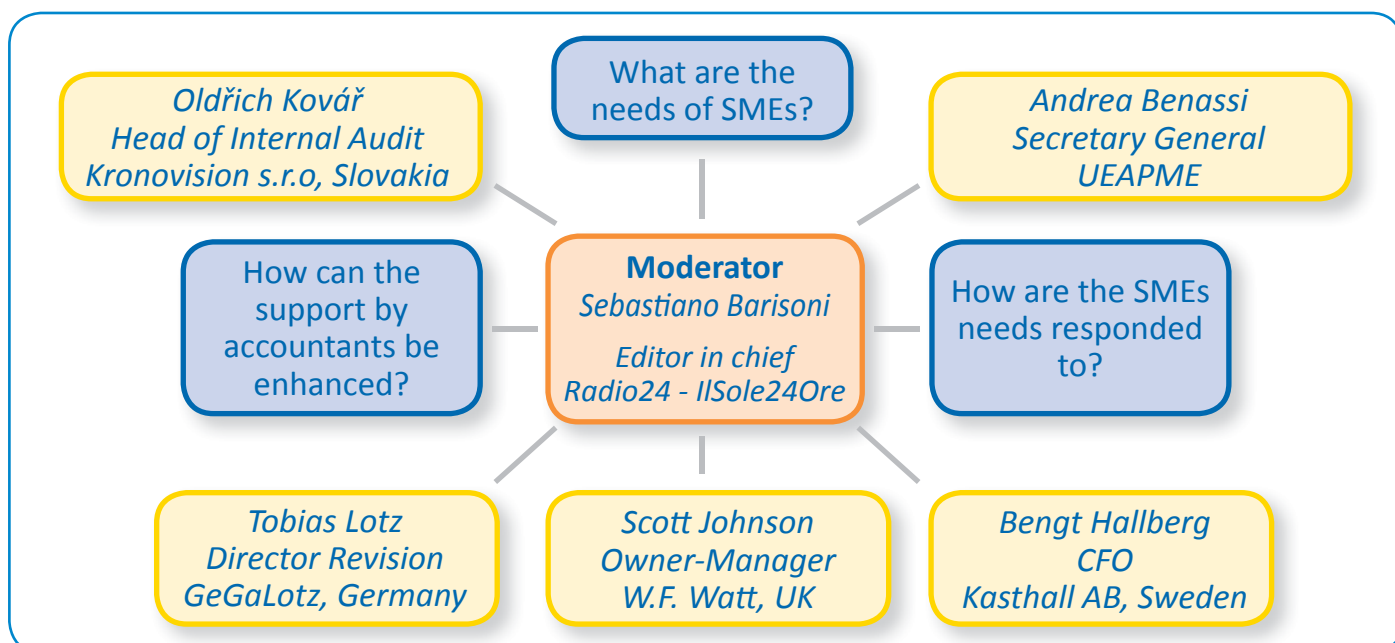 What are the
needs of SMEs?
Oldřich Kovář
Head of Internal Audit
Kronovision s.r.o, Slovakia
Andrea Benassi
Secretary General
UEAPME
How can the
support by
accountants be
enhanced?
Moderator
Sebastiano Barisoni
Editor in chief
Radio24 - IlSole24Ore
How are the SMEs
needs responded
to?
Tobias Lotz
Director Revision
GeGaLotz, Germany
Scott Johnson
Owner-Manager
W.F. Watt, UK
Bengt Hallberg
CFO
Kasthall AB, Sweden